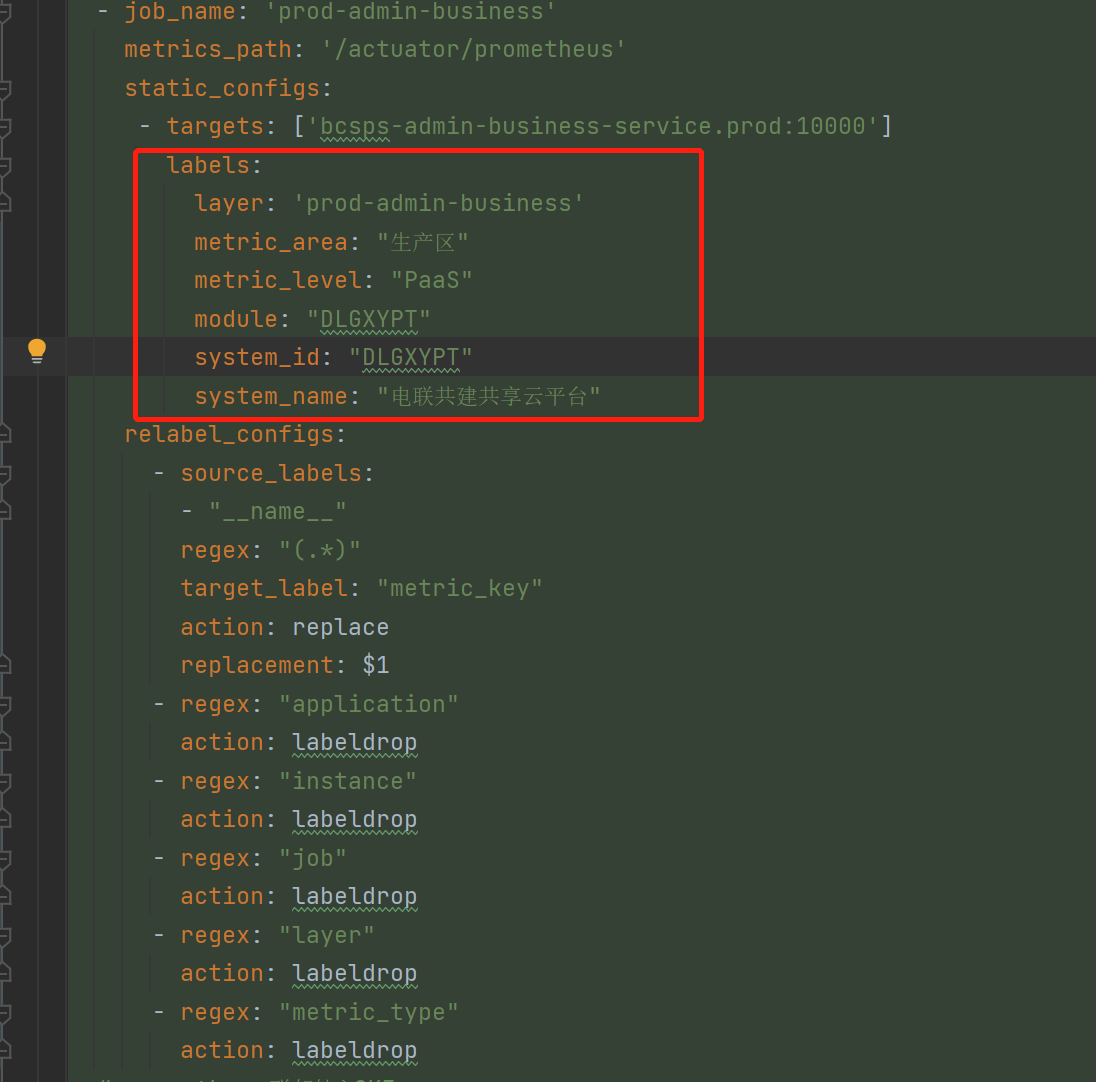 - job_name: 'prod-admin-business'
metrics_path: '/actuator/prometheus'
static_configs:
- targets: ['bcsps-admin-business-service.prod:10000']
labels:
layer: 'prod-admin-business'
metric_area: "生产区"
metric_level: "PaaS"
module: "DLGXYPT"
system_id: "DLGXYPT"
system_name: "电联共建共享云平台"
relabel_configs:
- source_labels:
- "__name__"
regex: "(.*)"
target_label: "metric_key"
action: replace
replacement: $1
- regex: "application"
action: labeldrop
- regex: "instance"
action: labeldrop
- regex: "job"
action: labeldrop
- regex: "layer"
action: labeldrop
- regex: "metric_type"
action: labeldrop